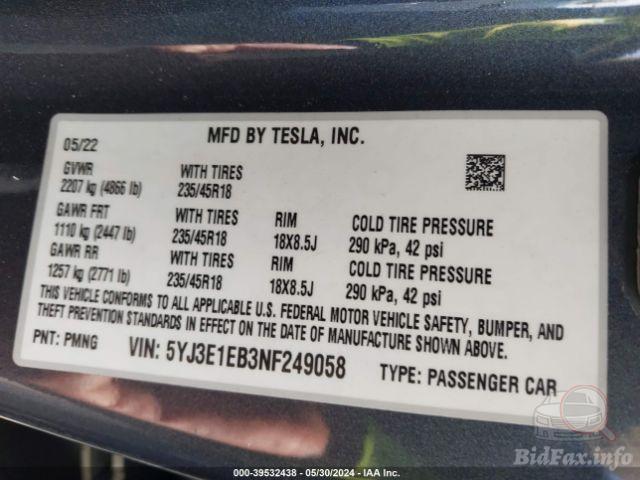 05/22 MFD BY TESLA, INC.
GVWR WITH TIRES
2207 kg (4866 lb) 235/45R18
GAWR FRT WITH TIRES RIM COLD TIRE PRESSURE
1110 kg (2447 lb) 235/45R18 18X8.5J 290 kPa, 42 psi
GAWR RR WITH TIRES RIM COLD TIRE PRESSURE
1257 kg (2771 lb) 235/45R18 18X8.5J 290 kPa, 42 psi
THIS VEHICLE CONFORMS TO ALL APPLICABLE U.S. FEDERAL MOTOR VEHICLE SAFETY, BUMPER, AND
THEFT PREVENTION STANDARDS IN EFFECT ON THE DATE OF MANUFACTURE SHOWN ABOVE.
PNT: PMNG VIN: 5YJ3E1EB3NF249058 TYPE: PASSENGER CAR
BidFax.info
000-39532438 - 05/30/2024 - IAA Inc.